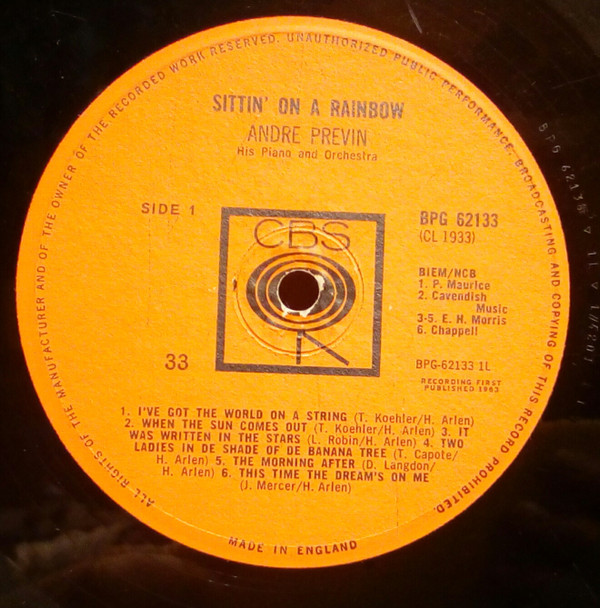 ALL RIGHTS OF THE MANUFACTURER AND OF THE OWNER OF THE RECORDED WORK RESERVED. UNAUTHORIZED PUBLIC PERFORMANCE, BROADCASTING AND COPYING OF THIS RECORD PROHIBITED.
SITTIN' ON A RAINBOW
ANDRE PREVIN
His Piano and Orchestra
SIDE 1
CBS
BPG 62133
(CL 1933)
BIEM/NCB
1. P. Maurice
2. Cavendish
Music
3-5. E. H. Morris
6. Chappell
33
BPG-62133 1L
RECORDING FIRST
PUBLISHED 1963
1. I'VE GOT THE WORLD ON A STRING (T. Koehler/H. Arlen)
2. WHEN THE SUN COMES OUT (T. Koehler/H. Arlen) 3. IT
WAS WRITTEN IN THE STARS (L. Robin/H. Arlen) 4. TWO
LADIES IN DE SHADE OF DE BANANA TREE (T. Capote/
H. Arlen) 5. THE MORNING AFTER (D. Langdon/
H. Arlen) 6. THIS TIME THE DREAM'S ON ME
(J. Mercer/H. Arlen)
MADE IN ENGLAND